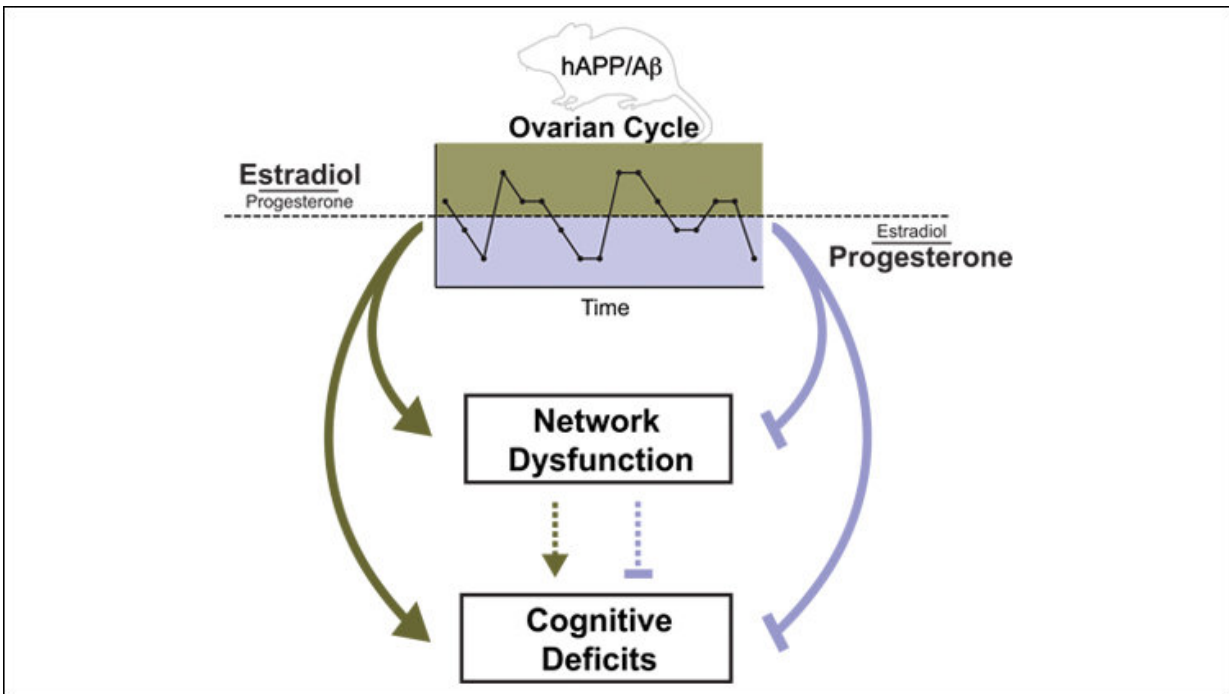 hAPP/Aβ
Ovarian Cycle
Estradiol
Progesterone
Estradiol
Progesterone
Time
Network
Dysfunction
Cognitive
Deficits